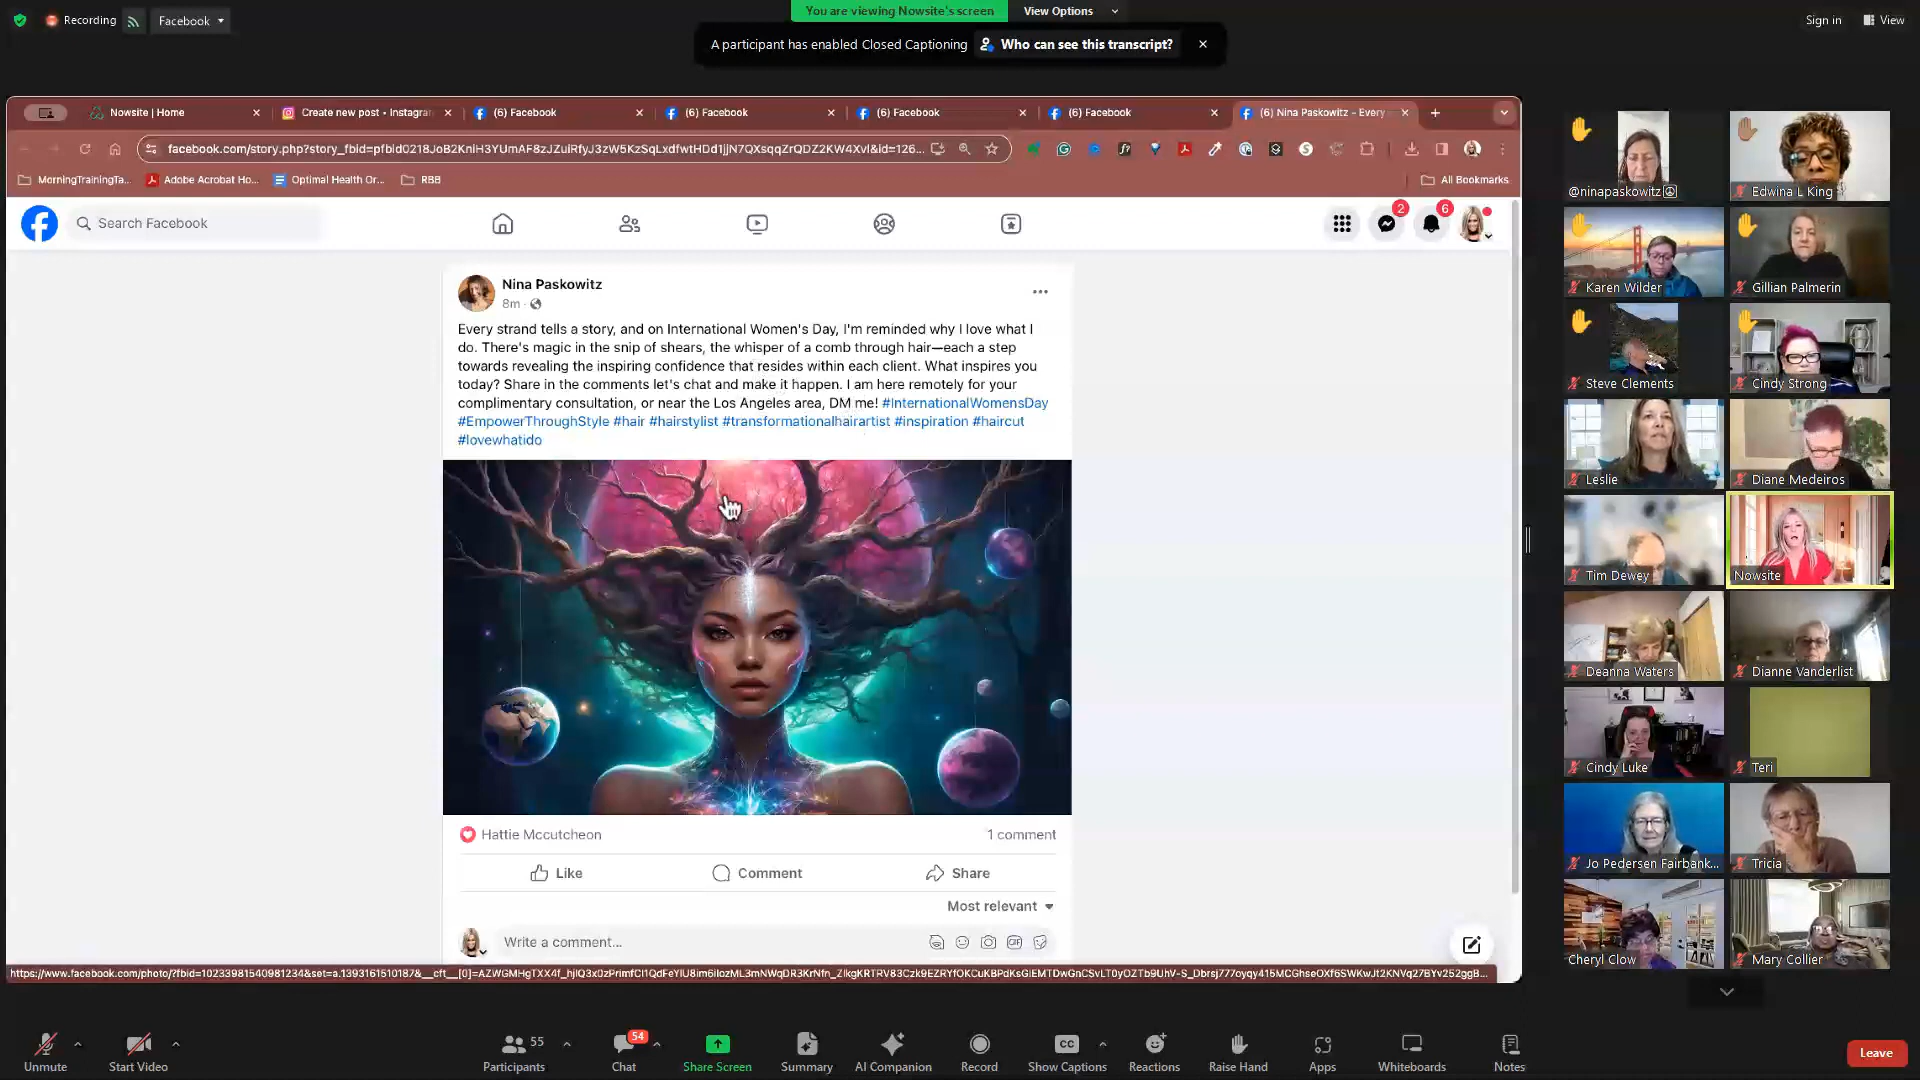 Recording
Facebook
You are viewing Nowsite's screen
View Options
Sign in
View
A participant has enabled Closed Captioning
Who can see this transcript?
Nowsite | Home
Create new post • Instagram
(6) Facebook
(6) Facebook
(6) Facebook
(6) Facebook
(6) Nina Paskowitz - Every
MorningTrainingTa...
Adobe Acrobat Ho...
Optimal Health Or...
RBB
All Bookmarks
Search Facebook
2
6
Nina Paskowitz
8m
Every strand tells a story, and on International Women's Day, I'm reminded why I love what I
do. There's magic in the snip of shears, the whisper of a comb through hair—each a step
towards revealing the inspiring confidence that resides within each client. What inspires you
today? Share in the comments let's chat and make it happen. I am here remotely for your
complimentary consultation, or near the Los Angeles area, DM me! #InternationalWomensDay
#EmpowerThroughStyle #hair #hairstylist #transformationalhairartist #inspiration #haircut
#lovewhatido
Hattie Mccutcheon
1 comment
Like
Comment
Share
Most relevant
Write a comment...
GIF
@ninapaskowitz
Edwina L King
Karen Wilder
Gillian Palmerin
Steve Clements
Cindy Strong
Leslie
Diane Medeiros
Tim Dewey
Nowsite
Deanna Waters
Dianne Vanderlist
Cindy Luke
Teri
Jo Pedersen Fairbank...
Tricia
Cheryl Clow
Mary Collier
Unmute
Start Video
55
Participants
54
Chat
Share Screen
Summary
AI Companion
Record
CC
Show Captions
Reactions
Raise Hand
Apps
Whiteboards
Notes
Leave